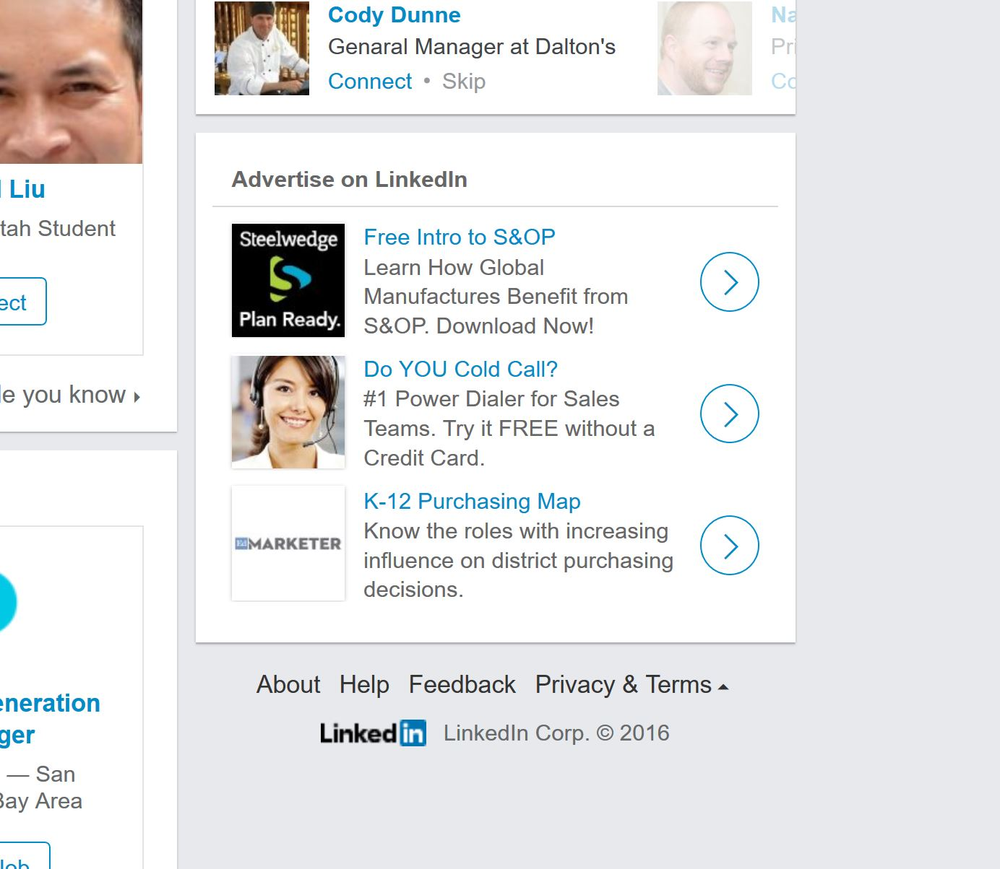 Cody Dunne
Genaral Manager at Dalton's
Connect • Skip
Liu
tah Student
ect
le you know
eneration
ger
— San
Bay Area
Job
Advertise on LinkedIn
Steelwedge
Plan Ready.
Free Intro to S&OP
Learn How Global
Manufactures Benefit from
S&OP. Download Now!
Do YOU Cold Call?
#1 Power Dialer for Sales
Teams. Try it FREE without a
Credit Card.
EdMARKETER
K-12 Purchasing Map
Know the roles with increasing
influence on district purchasing
decisions.
About Help Feedback Privacy & Terms
Linked in LinkedIn Corp. © 2016